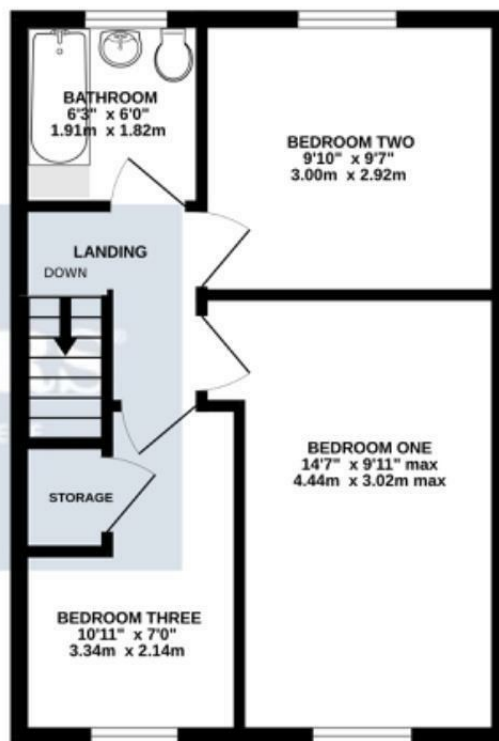 BATHROOM
6'3" x 6'0"
1.91m x 1.82m
BEDROOM TWO
9'10" x 9'7"
3.00m x 2.92m
LANDING
DOWN
BEDROOM ONE
14'7" x 9'11" max
4.44m x 3.02m max
STORAGE
BEDROOM THREE
10'11" x 7'0"
3.34m x 2.14m